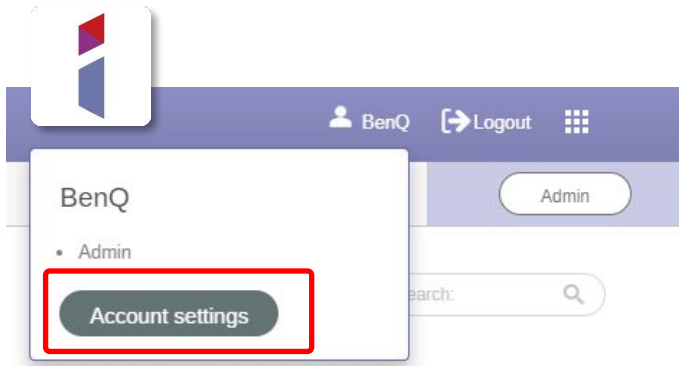 BenQ Logout
BenQ
Admin
• Admin
earch:
Account settings